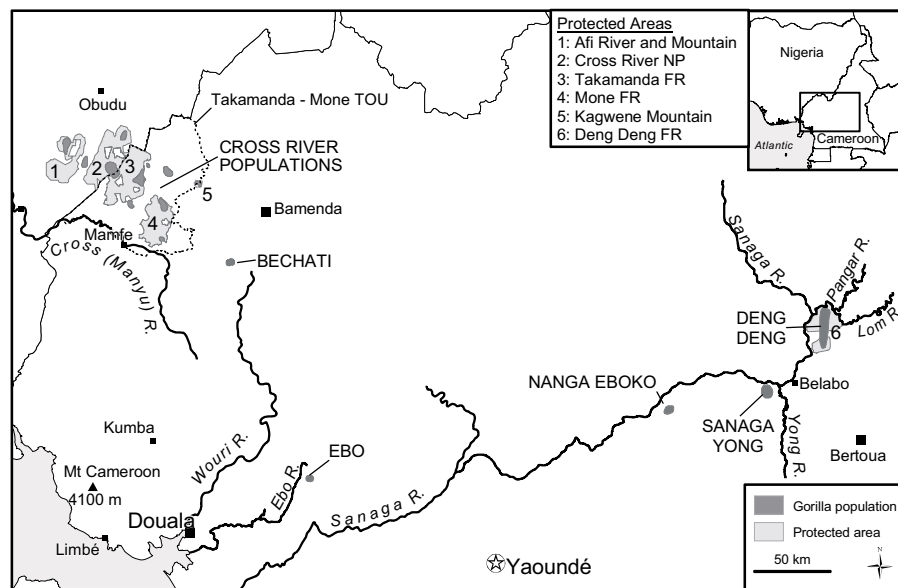 Protected Areas
1: Afi River and Mountain
2: Cross River NP
3: Takamanda FR
4: Mone FR
5: Kagwene Mountain
6: Deng Deng FR
Nigeria
Atlantic
Cameroon
Obudu
Takamanda - Mone TOU
CROSS RIVER
POPULATIONS
1
2
3
4
5
Bamenda
Mamfe
Cross (Manyu) R.
BECHATI
Sanaga R.
Pangar R.
Lom R.
DENG
DENG
6
NANGA EBOKO
Belabo
SANAGA
YONG
Yong R.
Bertoua
Kumba
Mt Cameroon
4100 m
Wouri R.
EBO
Ebo R.
Sanaga R.
Douala
Limbé
Yaoundé
Gorilla population
Protected area
50 km
N